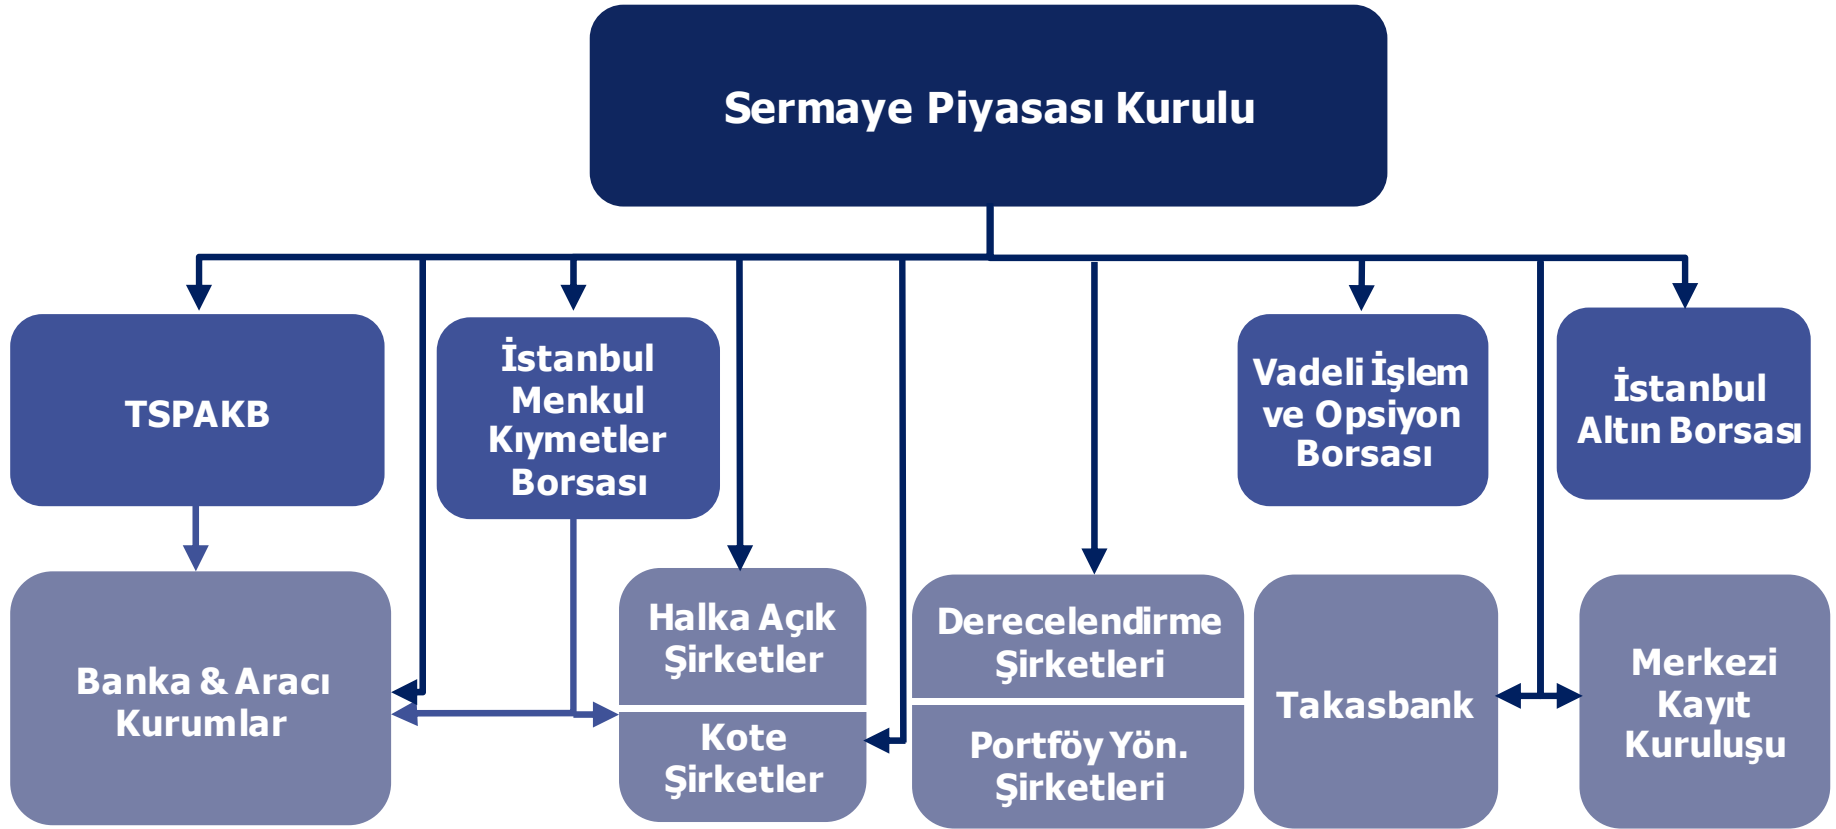 Sermaye Piyasası Kurulu
TSPAKB
İstanbul
Menkul
Kıymetler
Borsası
Vadeli İşlem
ve Opsiyon
Borsası
İstanbul
Altın Borsası
Banka & Aracı
Kurumlar
Halka Açık
Şirketler
Kote
Şirketler
Derecelendirme
Şirketleri
Portföy Yön.
Şirketleri
Takasbank
Merkezi
Kayıt
Kuruluşu